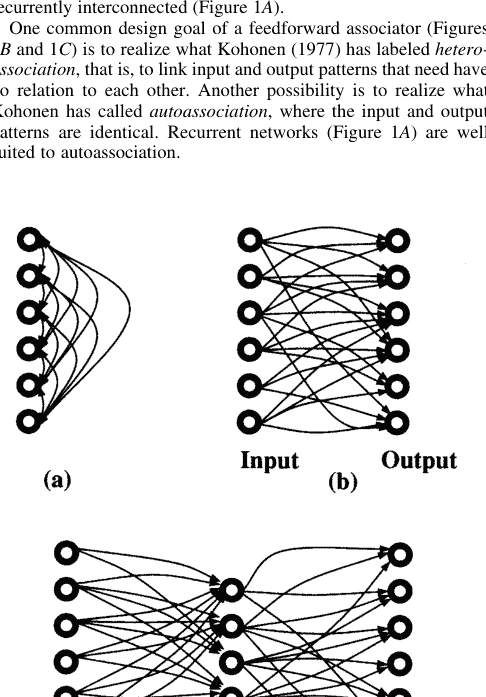 ecurrently interconnected (Figure 1A).
One common design goal of a feedforward associator (Figures
B and 1C) is to realize what Kohonen (1977) has labeled hetero-
ssociation, that is, to link input and output patterns that need have
o relation to each other. Another possibility is to realize what
Kohonen has called autoassociation, where the input and output
atterns are identical. Recurrent networks (Figure 1A) are well
uited to autoassociation.
Input Output
(a) (b)